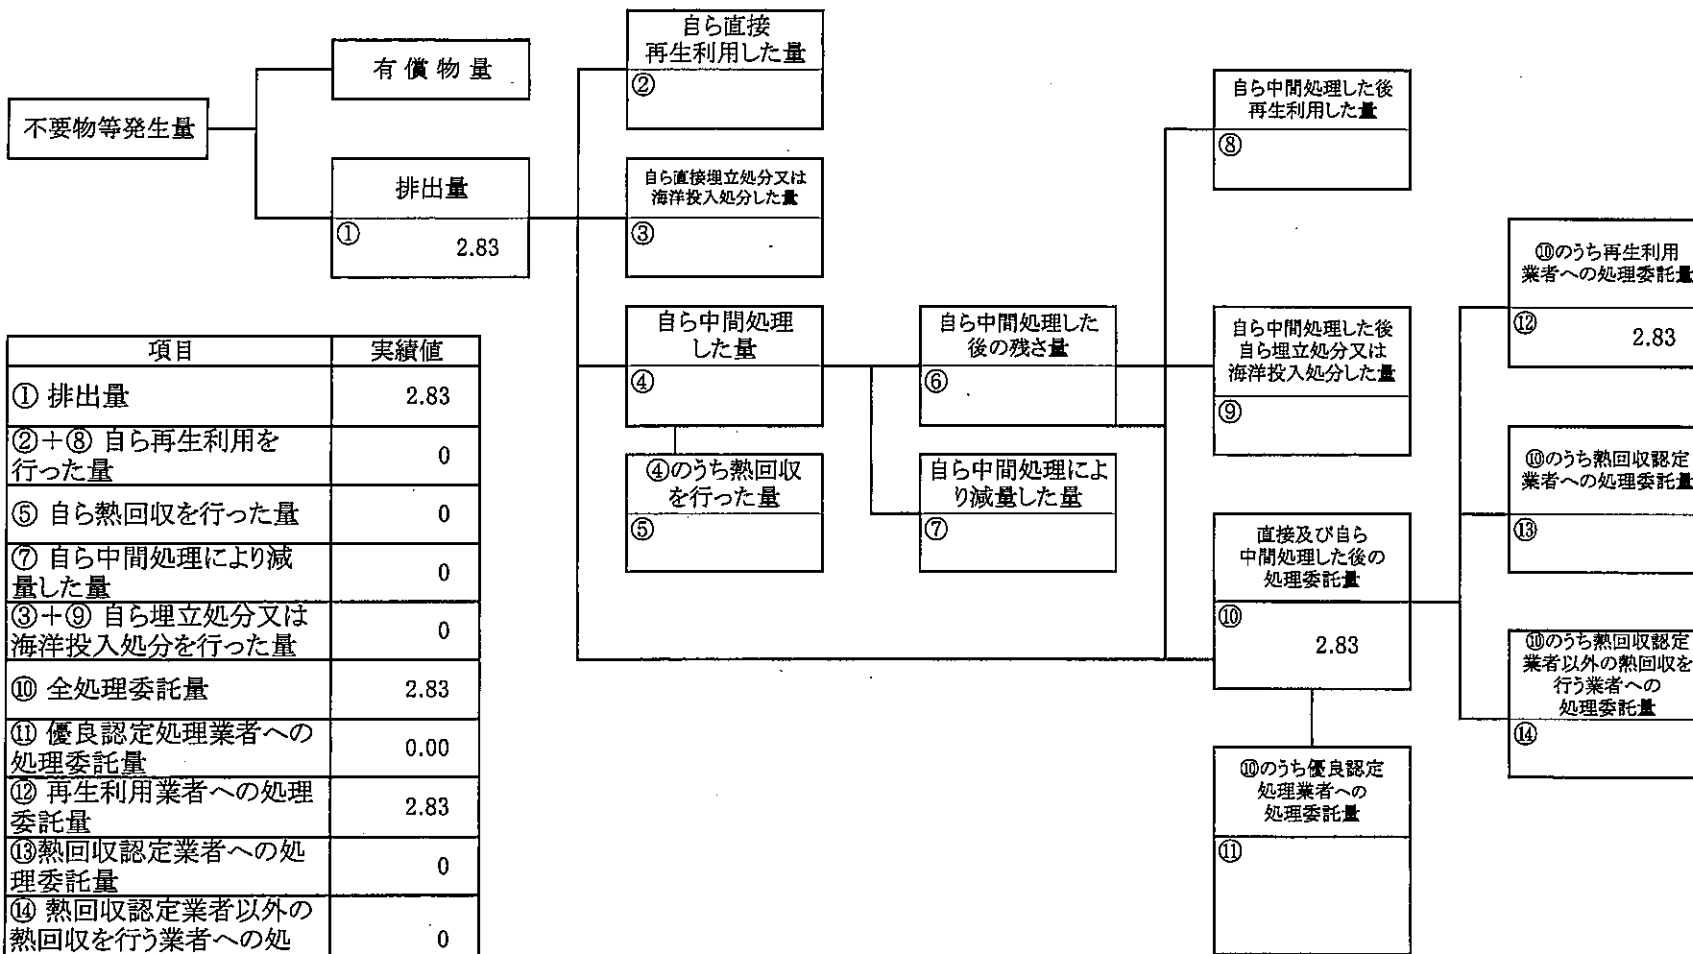 不要物等発生量
有償物量
排出量
①
2.83
自ら直接
再生利用した量
②
自ら直接埋立処分又は
海洋投入処分した量
③
自ら中間処理
した量
④
④のうち熱回収
を行った量
⑤
自ら中間処理した
後の残さ量
⑥
自ら中間処理によ
り減量した量
⑦
自ら中間処理した後
再生利用した量
⑧
自ら中間処理した後
自ら埋立処分又は
海洋投入処分した量
⑨
直接及び自ら
中間処理した後の
処理委託量
⑩
2.83
⑩のうち優良認定
処理業者への
処理委託量
⑪
⑩のうち再生利用
業者への処理委託量
⑫
2.83
⑩のうち熱回収認定
業者への処理委託量
⑬
⑩のうち熱回収認定
業者以外の熱回収を
行う業者への
処理委託量
⑭
項目 実績値
① 排出量 2.83
②+⑧ 自ら再生利用を
行った量 0
⑤ 自ら熱回収を行った量 0
⑦ 自ら中間処理により減
量した量 0
③+⑨ 自ら埋立処分又は
海洋投入処分を行った量 0
⑩ 全処理委託量 2.83
⑪ 優良認定処理業者への
処理委託量 0.00
⑫ 再生利用業者への処理
委託量 2.83
⑬熱回収認定業者への処
理委託量 0
⑭ 熱回収認定業者以外の
熱回収を行う業者への処 0